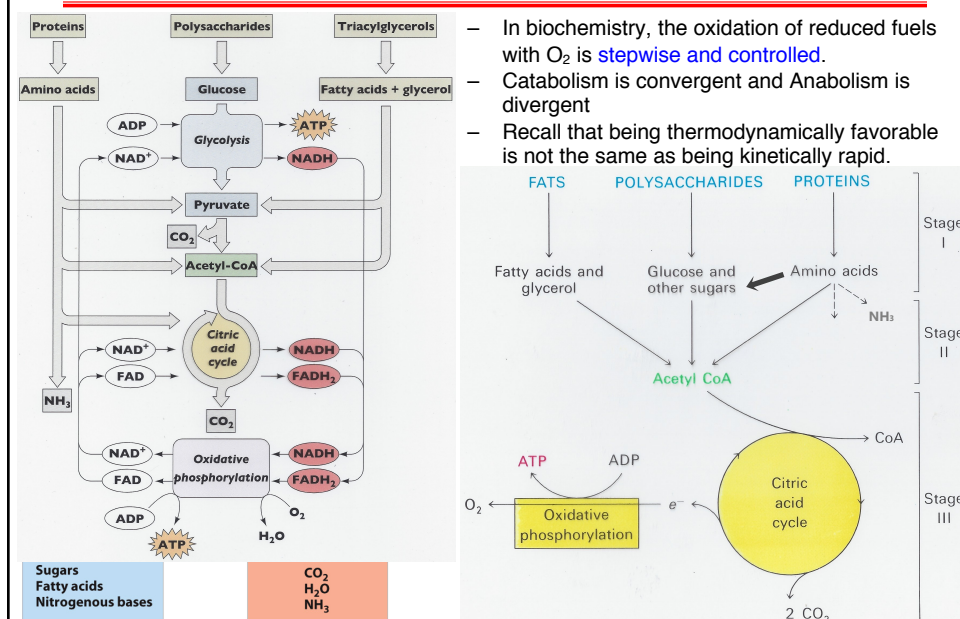 Proteins
Polysaccharides
Triacylglycerols
Amino acids
Glucose
Fatty acids + glycerol
ADP
Glycolysis
ATP
NAD⁺
NADH
Pyruvate
CO₂
Acetyl-CoA
Citric
acid
cycle
NAD⁺
NADH
FAD
FADH₂
NH₃
CO₂
NAD⁺
Oxidative
phosphorylation
NADH
FAD
FADH₂
ADP
O₂
H₂O
ATP
Sugars
Fatty acids
Nitrogenous bases
CO₂
H₂O
NH₃
– In biochemistry, the oxidation of reduced fuels
with O₂ is stepwise and controlled.
– Catabolism is convergent and Anabolism is
divergent
– Recall that being thermodynamically favorable
is not the same as being kinetically rapid.
FATS
POLYSACCHARIDES
PROTEINS
Stage
I
Fatty acids and
glycerol
Glucose and
other sugars
Amino acids
NH₃
Stage
II
Acetyl CoA
CoA
ATP
ADP
Citric
acid
cycle
Stage
III
O₂
e⁻
Oxidative
phosphorylation
2 CO₂